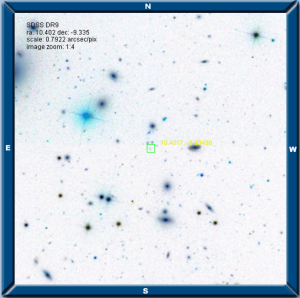 N
SDSS DR9
ra: 10.402 dec: -9.335
scale: 0.7922 arcsec/pix
image zoom: 1:4
E
W
S